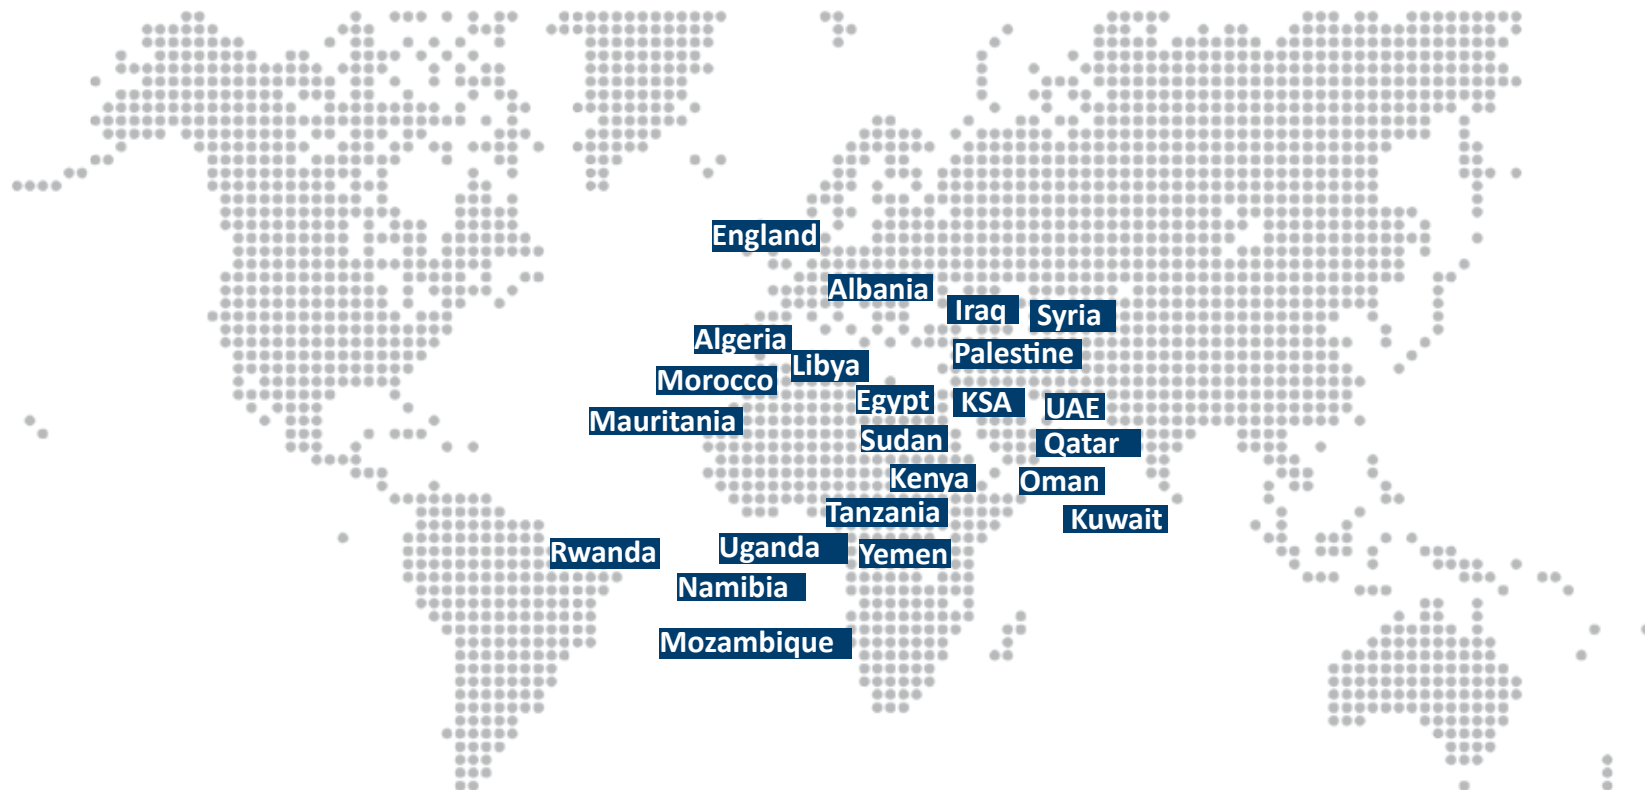 England
Albania
Iraq
Syria
Algeria
Palestine
Libya
Morocco
Egypt
KSA
UAE
Mauritania
Sudan
Qatar
Kenya
Oman
Tanzania
Kuwait
Rwanda
Uganda
Yemen
Namibia
Mozambique